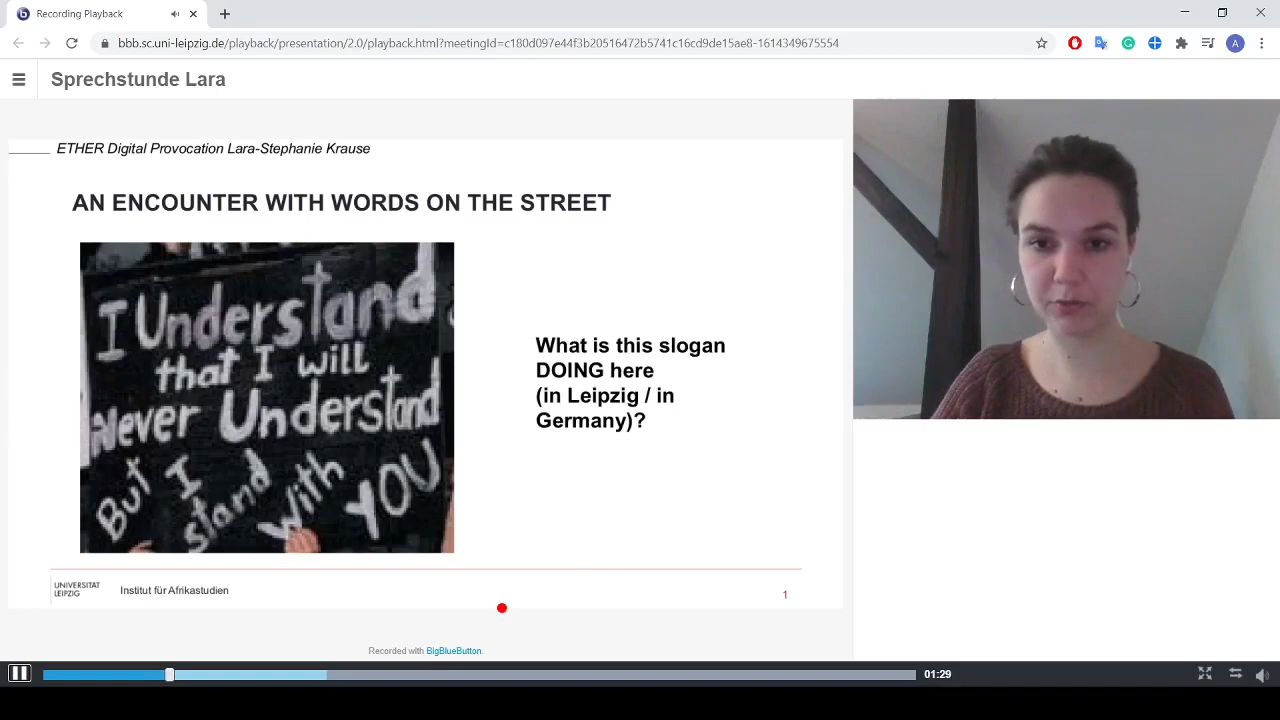 Recording Playback
bbb.sc.uni-leipzig.de/playback/presentation/2.0/playback.html?meetingId=c180d097e44f3b20516472b5741c16cd9de15ae8-1614349675554
A
Sprechstunde Lara
ETHER Digital Provocation Lara-Stephanie Krause
AN ENCOUNTER WITH WORDS ON THE STREET
I Understand
that I will
Never Understand
But I
stand with YOU
What is this slogan
DOING here
(in Leipzig / in
Germany)?
UNIVERSITÄT
LEIPZIG
Institut für Afrikastudien
1
Recorded with BigBlueButton.
01:29